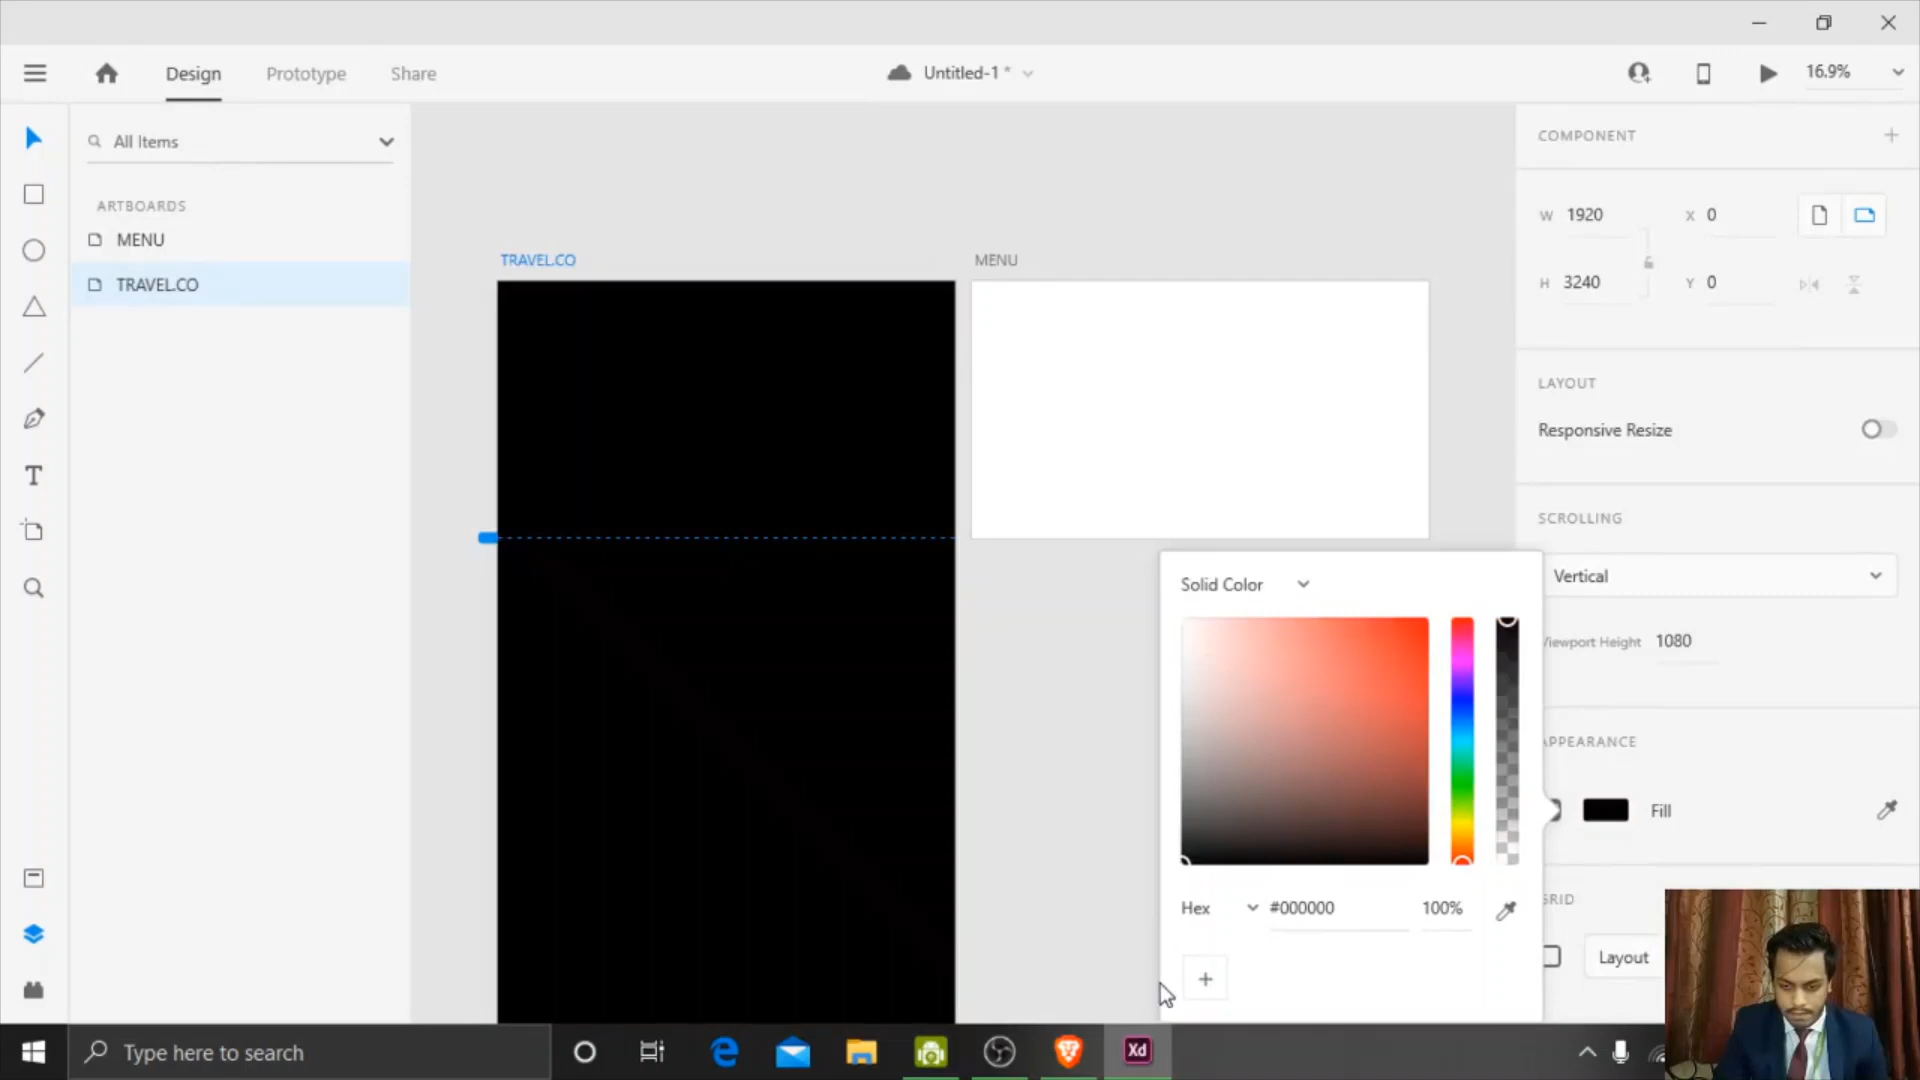 Design
Prototype
Share
Untitled-1 *
16.9%
All Items
ARTBOARDS
MENU
TRAVEL.CO
TRAVEL.CO
MENU
COMPONENT
W 1920
X 0
H 3240
Y 0
LAYOUT
Responsive Resize
SCROLLING
Vertical
Viewport Height 1080
APPEARANCE
Fill
GRID
Layout
Solid Color
Hex
#000000
100%
T
Type here to search
Xd